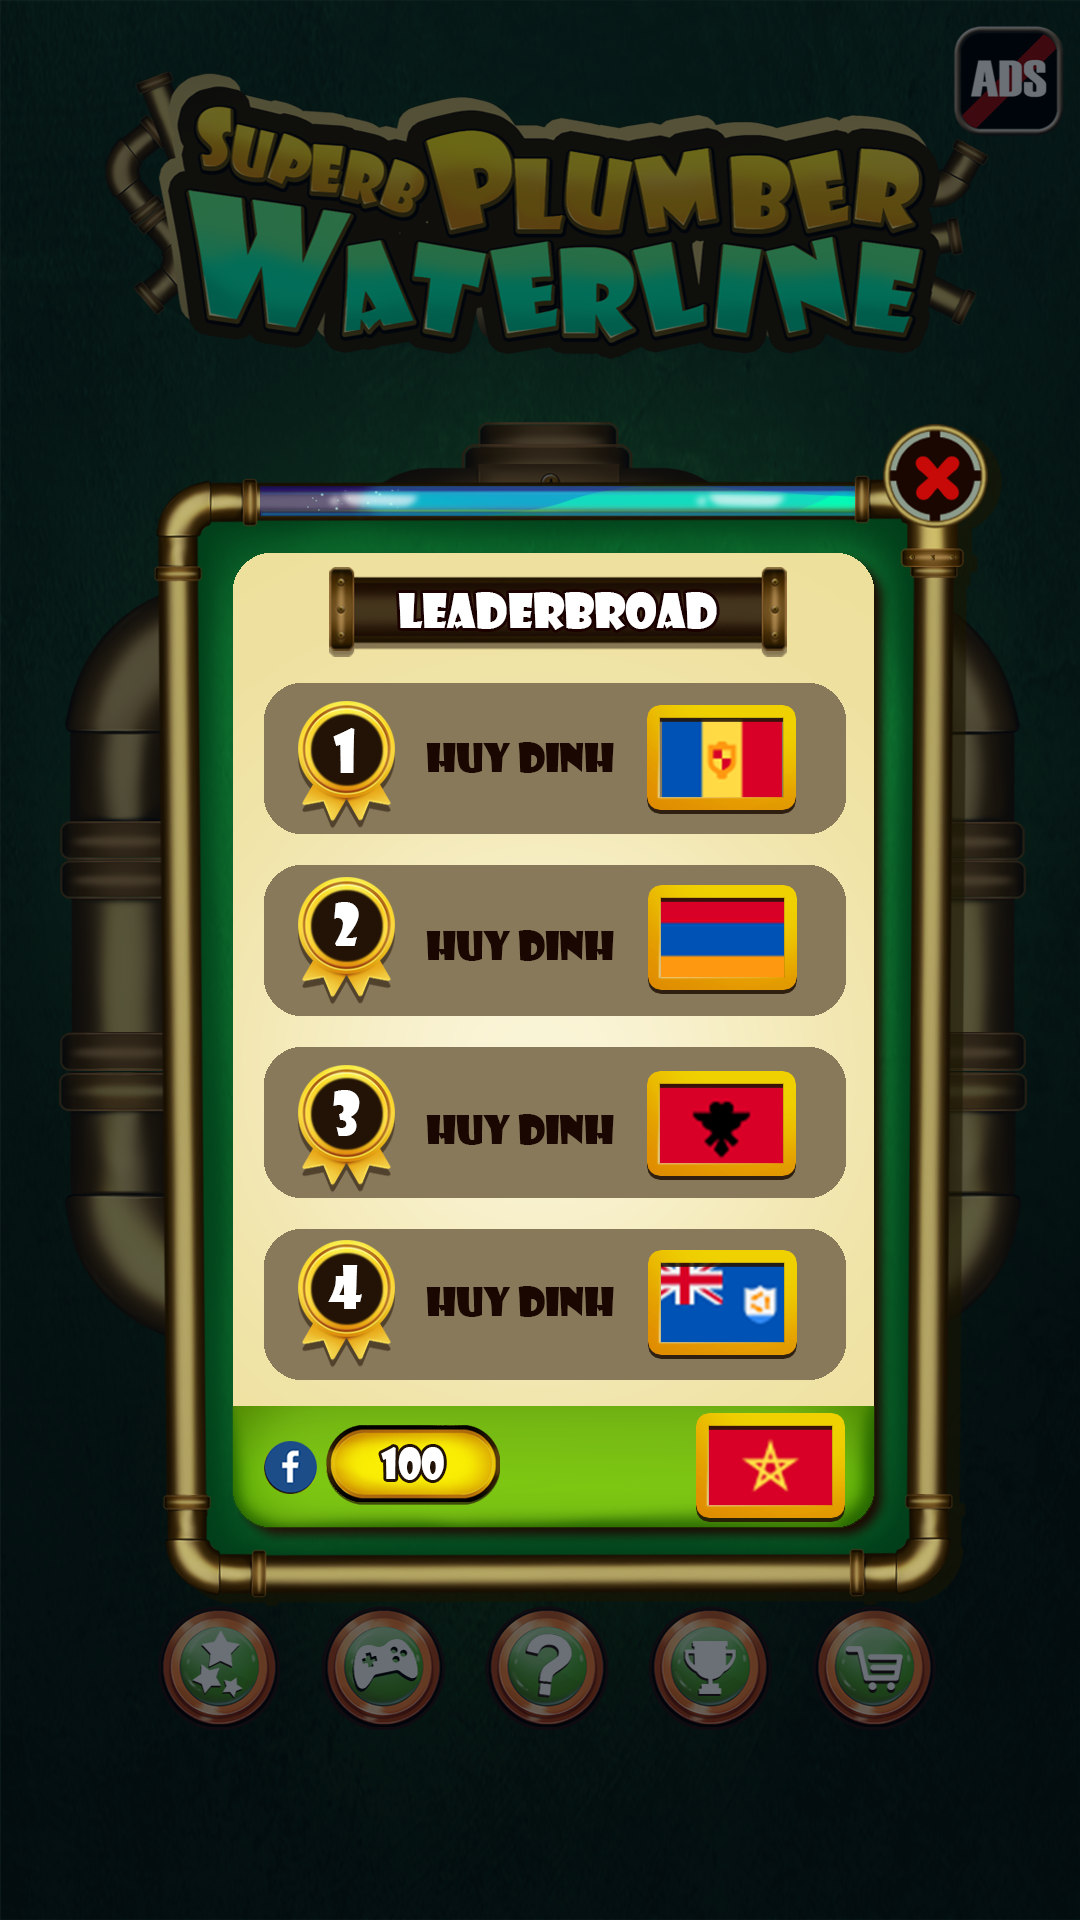 ADS
SUPERB PLUMBER
WATERLINE
LEADERBROAD
1 HUY DINH
2 HUY DINH
3 HUY DINH
4 HUY DINH
f 100
?